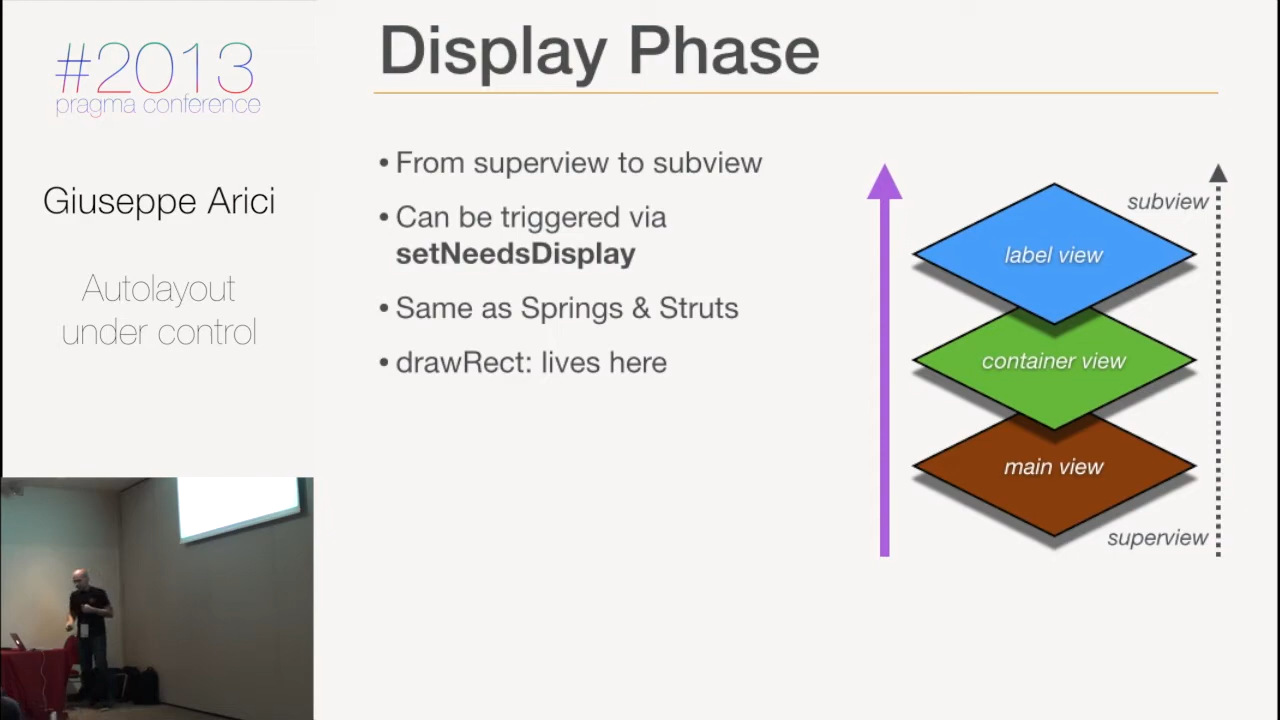 #2013
pragma conference
Giuseppe Arici
Autolayout
under control
Display Phase
• From superview to subview
• Can be triggered via
setNeedsDisplay
• Same as Springs & Struts
• drawRect: lives here
subview
label view
container view
main view
superview